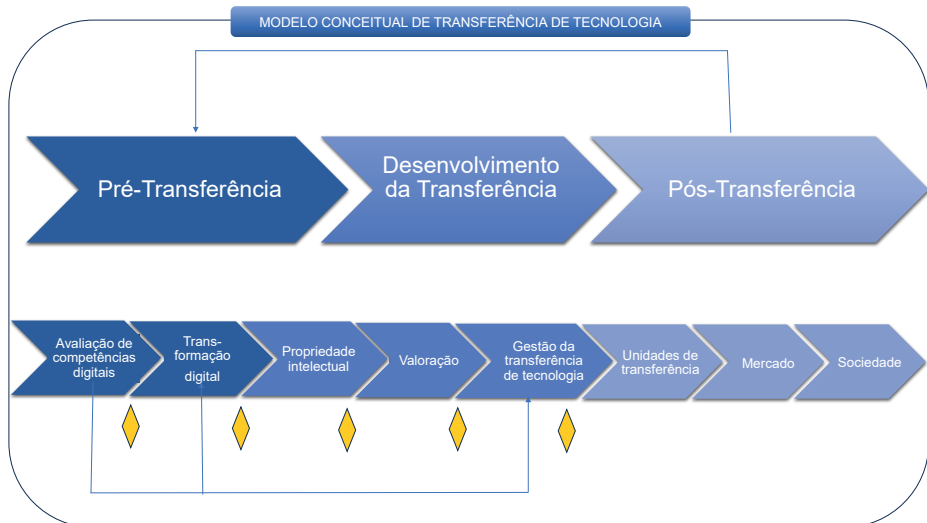 MODELO CONCEITUAL DE TRANSFERÊNCIA DE TECNOLOGIA
Pré-Transferência
Desenvolvimento
da Transferência
Pós-Transferência
Avaliação de
competências
digitais
Trans-
formação
digital
Propriedade
intelectual
Valoração
Gestão da
transferência
de tecnologia
Unidades de
transferência
Mercado
Sociedade